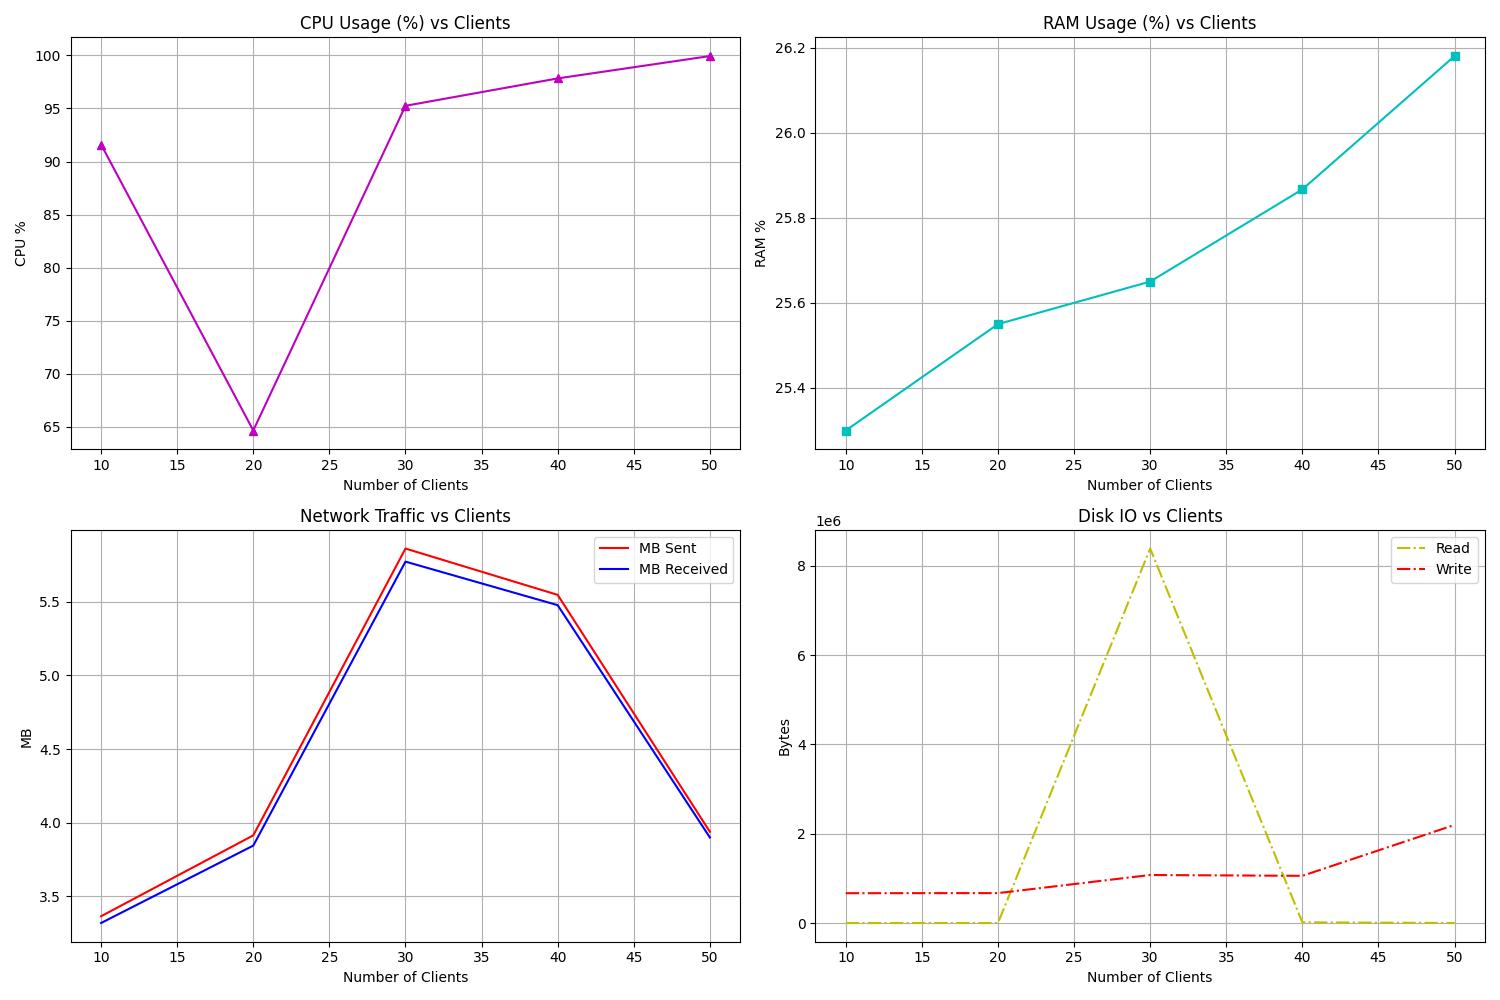 CPU Usage (%) vs Clients
CPU %
100
95
90
85
80
75
70
65
10 15 20 25 30 35 40 45 50
Number of Clients
RAM Usage (%) vs Clients
RAM %
26.2
26.0
25.8
25.6
25.4
10 15 20 25 30 35 40 45 50
Number of Clients
Network Traffic vs Clients
MB Sent
MB Received
MB
5.5
5.0
4.5
4.0
3.5
10 15 20 25 30 35 40 45 50
Number of Clients
Disk IO vs Clients
1e6
Read
Write
Bytes
8
6
4
2
0
10 15 20 25 30 35 40 45 50
Number of Clients